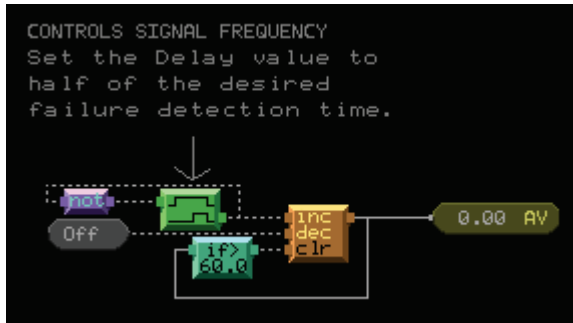 CONTROLS SIGNAL FREQUENCY
Set the Delay value to
half of the desired
failure detection time.
not
Off
inc
dec
clr
if>
60.0
0.00 AV